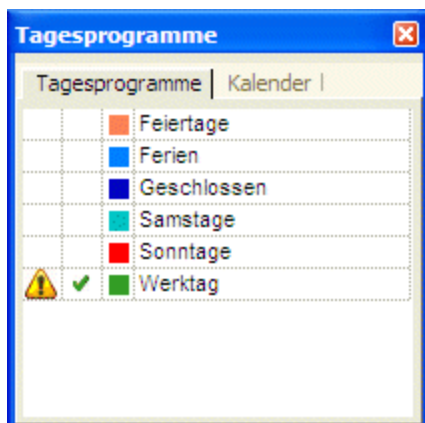 Tagesprogramme
Tagesprogramme Kalender
Feiertage
Ferien
Geschlossen
Samstage
Sonntage
Werktag